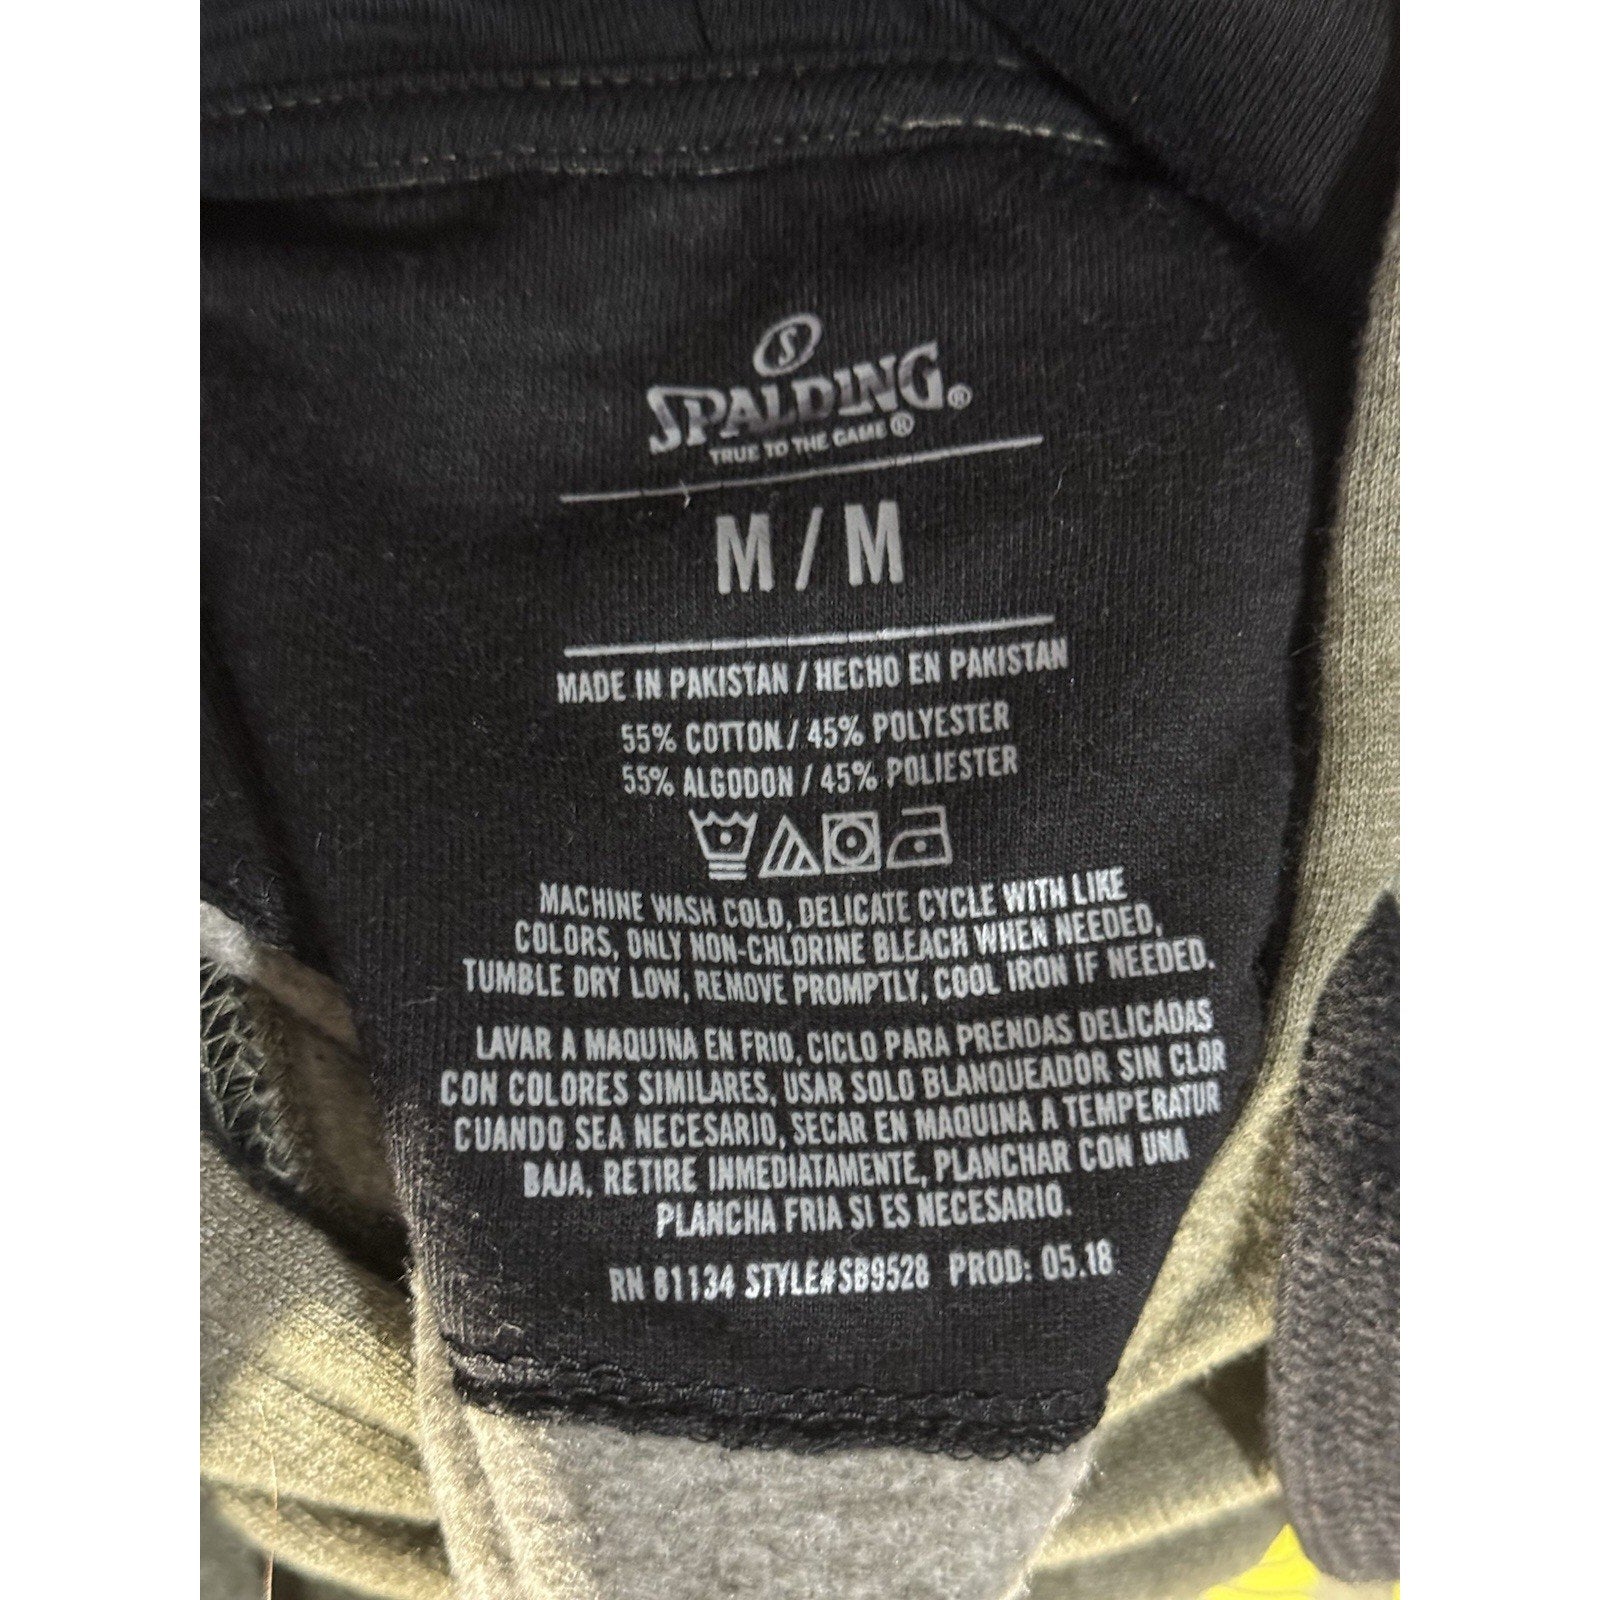 S
SPALDING®
TRUE TO THE GAME®
M / M
MADE IN PAKISTAN / HECHO EN PAKISTAN
55% COTTON / 45% POLYESTER
55% ALGODON / 45% POLIESTER
MACHINE WASH COLD, DELICATE CYCLE WITH LIKE
COLORS, ONLY NON-CHLORINE BLEACH WHEN NEEDED,
TUMBLE DRY LOW, REMOVE PROMPTLY, COOL IRON IF NEEDED.
LAVAR A MAQUINA EN FRIO, CICLO PARA PRENDAS DELICADAS
CON COLORES SIMILARES, USAR SOLO BLANQUEADOR SIN CLOR
CUANDO SEA NECESARIO, SECAR EN MAQUINA A TEMPERATUR
BAJA, RETIRE INMEDIATAMENTE, PLANCHAR CON UNA
PLANCHA FRIA SI ES NECESARIO.
RN 81134 STYLE#SB9528 PROD: 05.18